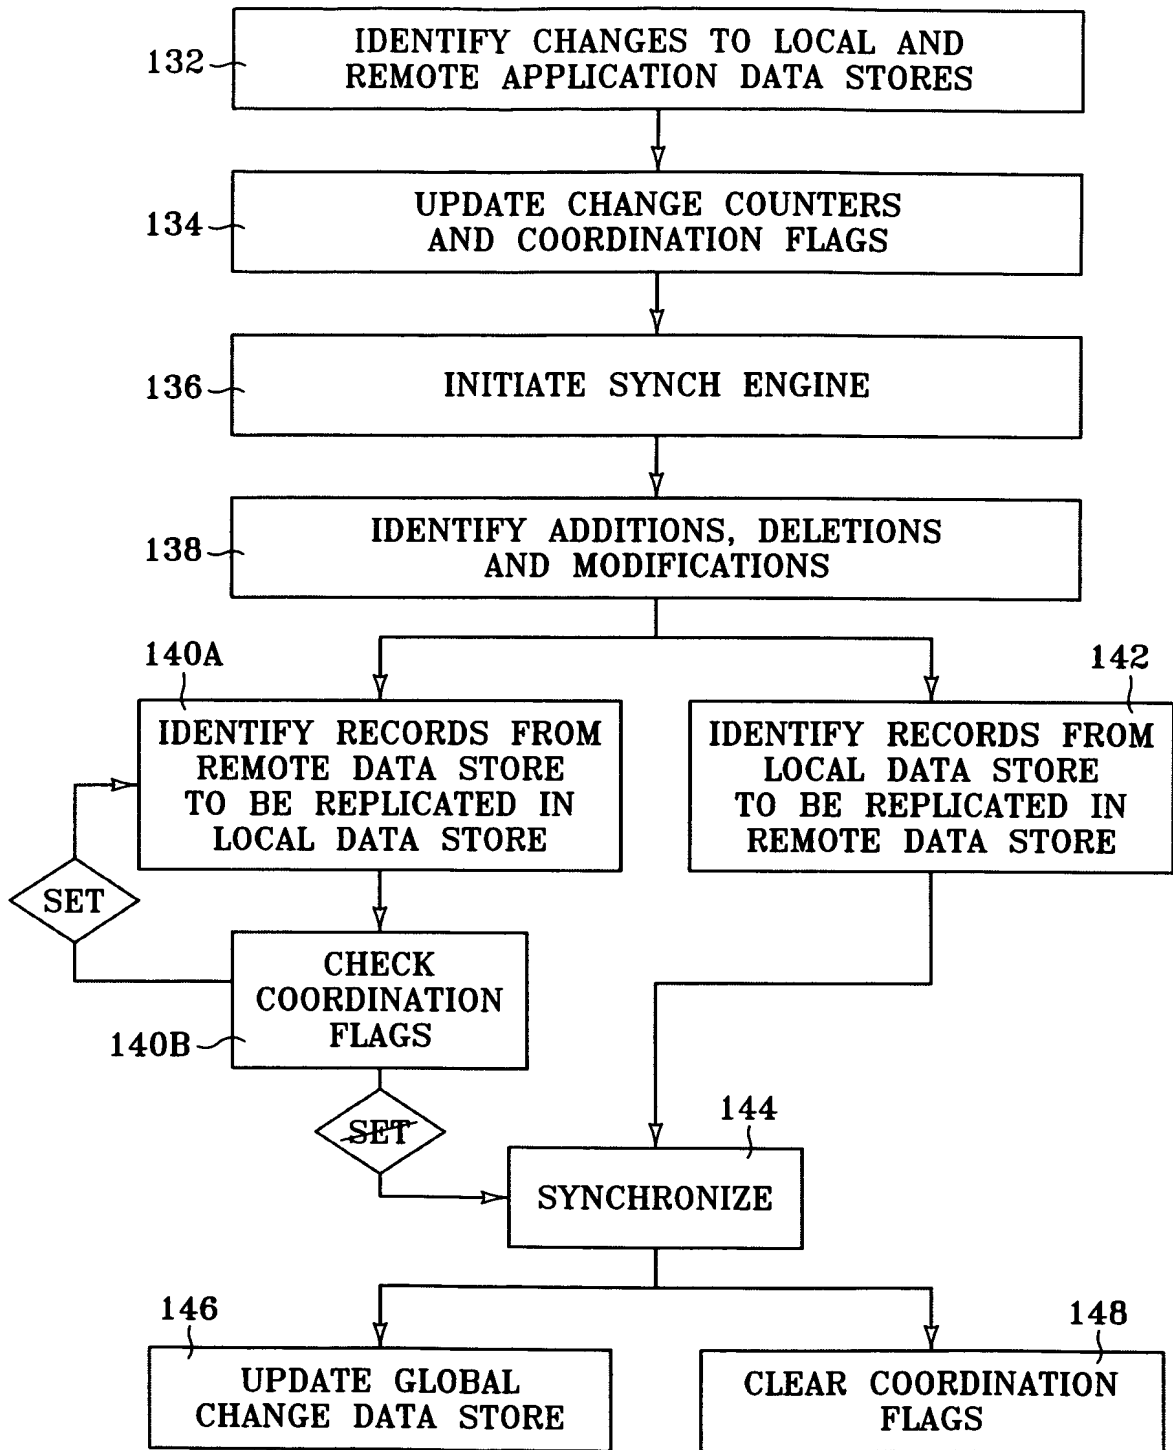 132
IDENTIFY CHANGES TO LOCAL AND
REMOTE APPLICATION DATA STORES
134
UPDATE CHANGE COUNTERS
AND COORDINATION FLAGS
136
INITIATE SYNCH ENGINE
138
IDENTIFY ADDITIONS, DELETIONS
AND MODIFICATIONS
140A
IDENTIFY RECORDS FROM
REMOTE DATA STORE
TO BE REPLICATED IN
LOCAL DATA STORE
142
IDENTIFY RECORDS FROM
LOCAL DATA STORE
TO BE REPLICATED IN
REMOTE DATA STORE
SET
CHECK
COORDINATION
FLAGS
140B
SET
144
SYNCHRONIZE
146
UPDATE GLOBAL
CHANGE DATA STORE
148
CLEAR COORDINATION
FLAGS